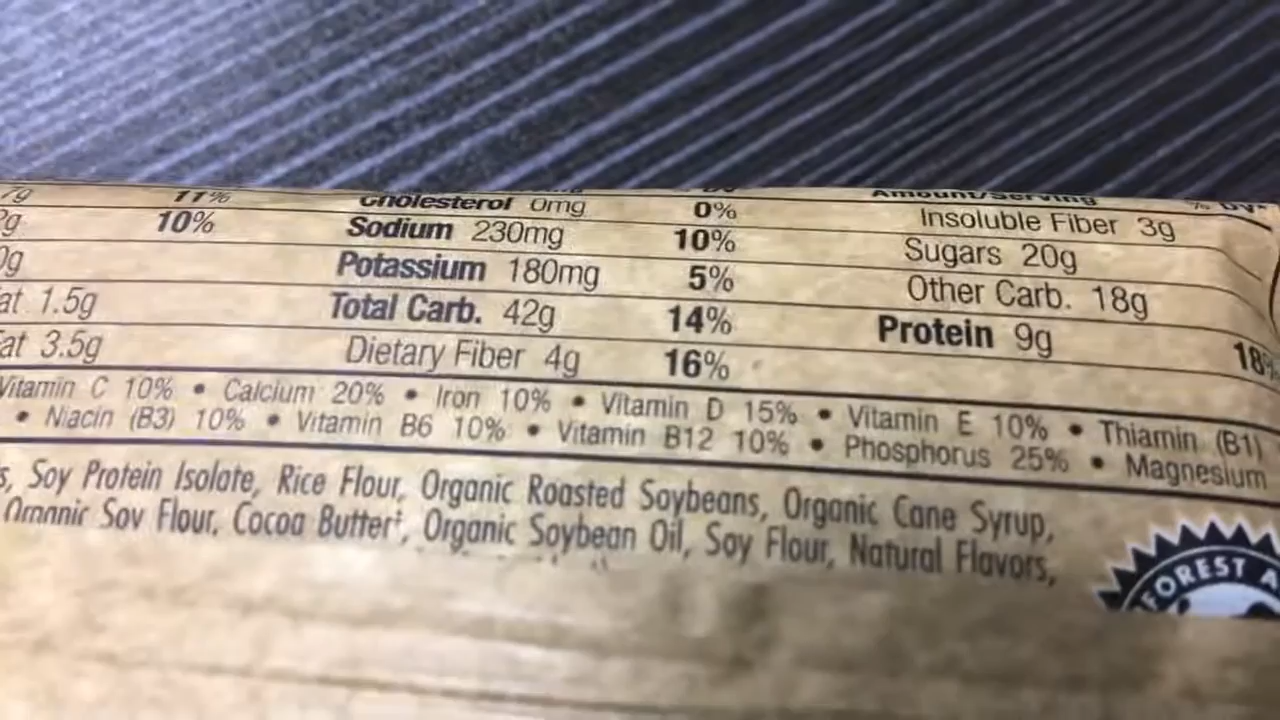 7g 11% Cholesterol 0mg 0% Amount/Serving % DV*
g 10% Sodium 230mg 10% Insoluble Fiber 3g
0g Potassium 180mg 5% Sugars 20g
at 1.5g Total Carb. 42g 14% Other Carb. 18g
at 3.5g Dietary Fiber 4g 16% Protein 9g 18%
Vitamin C 10% • Calcium 20% • Iron 10% • Vitamin D 15% • Vitamin E 10% • Thiamin (B1)
• Niacin (B3) 10% • Vitamin B6 10% • Vitamin B12 10% • Phosphorus 25% • Magnesium
s, Soy Protein Isolate, Rice Flour, Organic Roasted Soybeans, Organic Cane Syrup,
Organic Soy Flour, Cocoa Butter†, Organic Soybean Oil, Soy Flour, Natural Flavors,
FOREST A